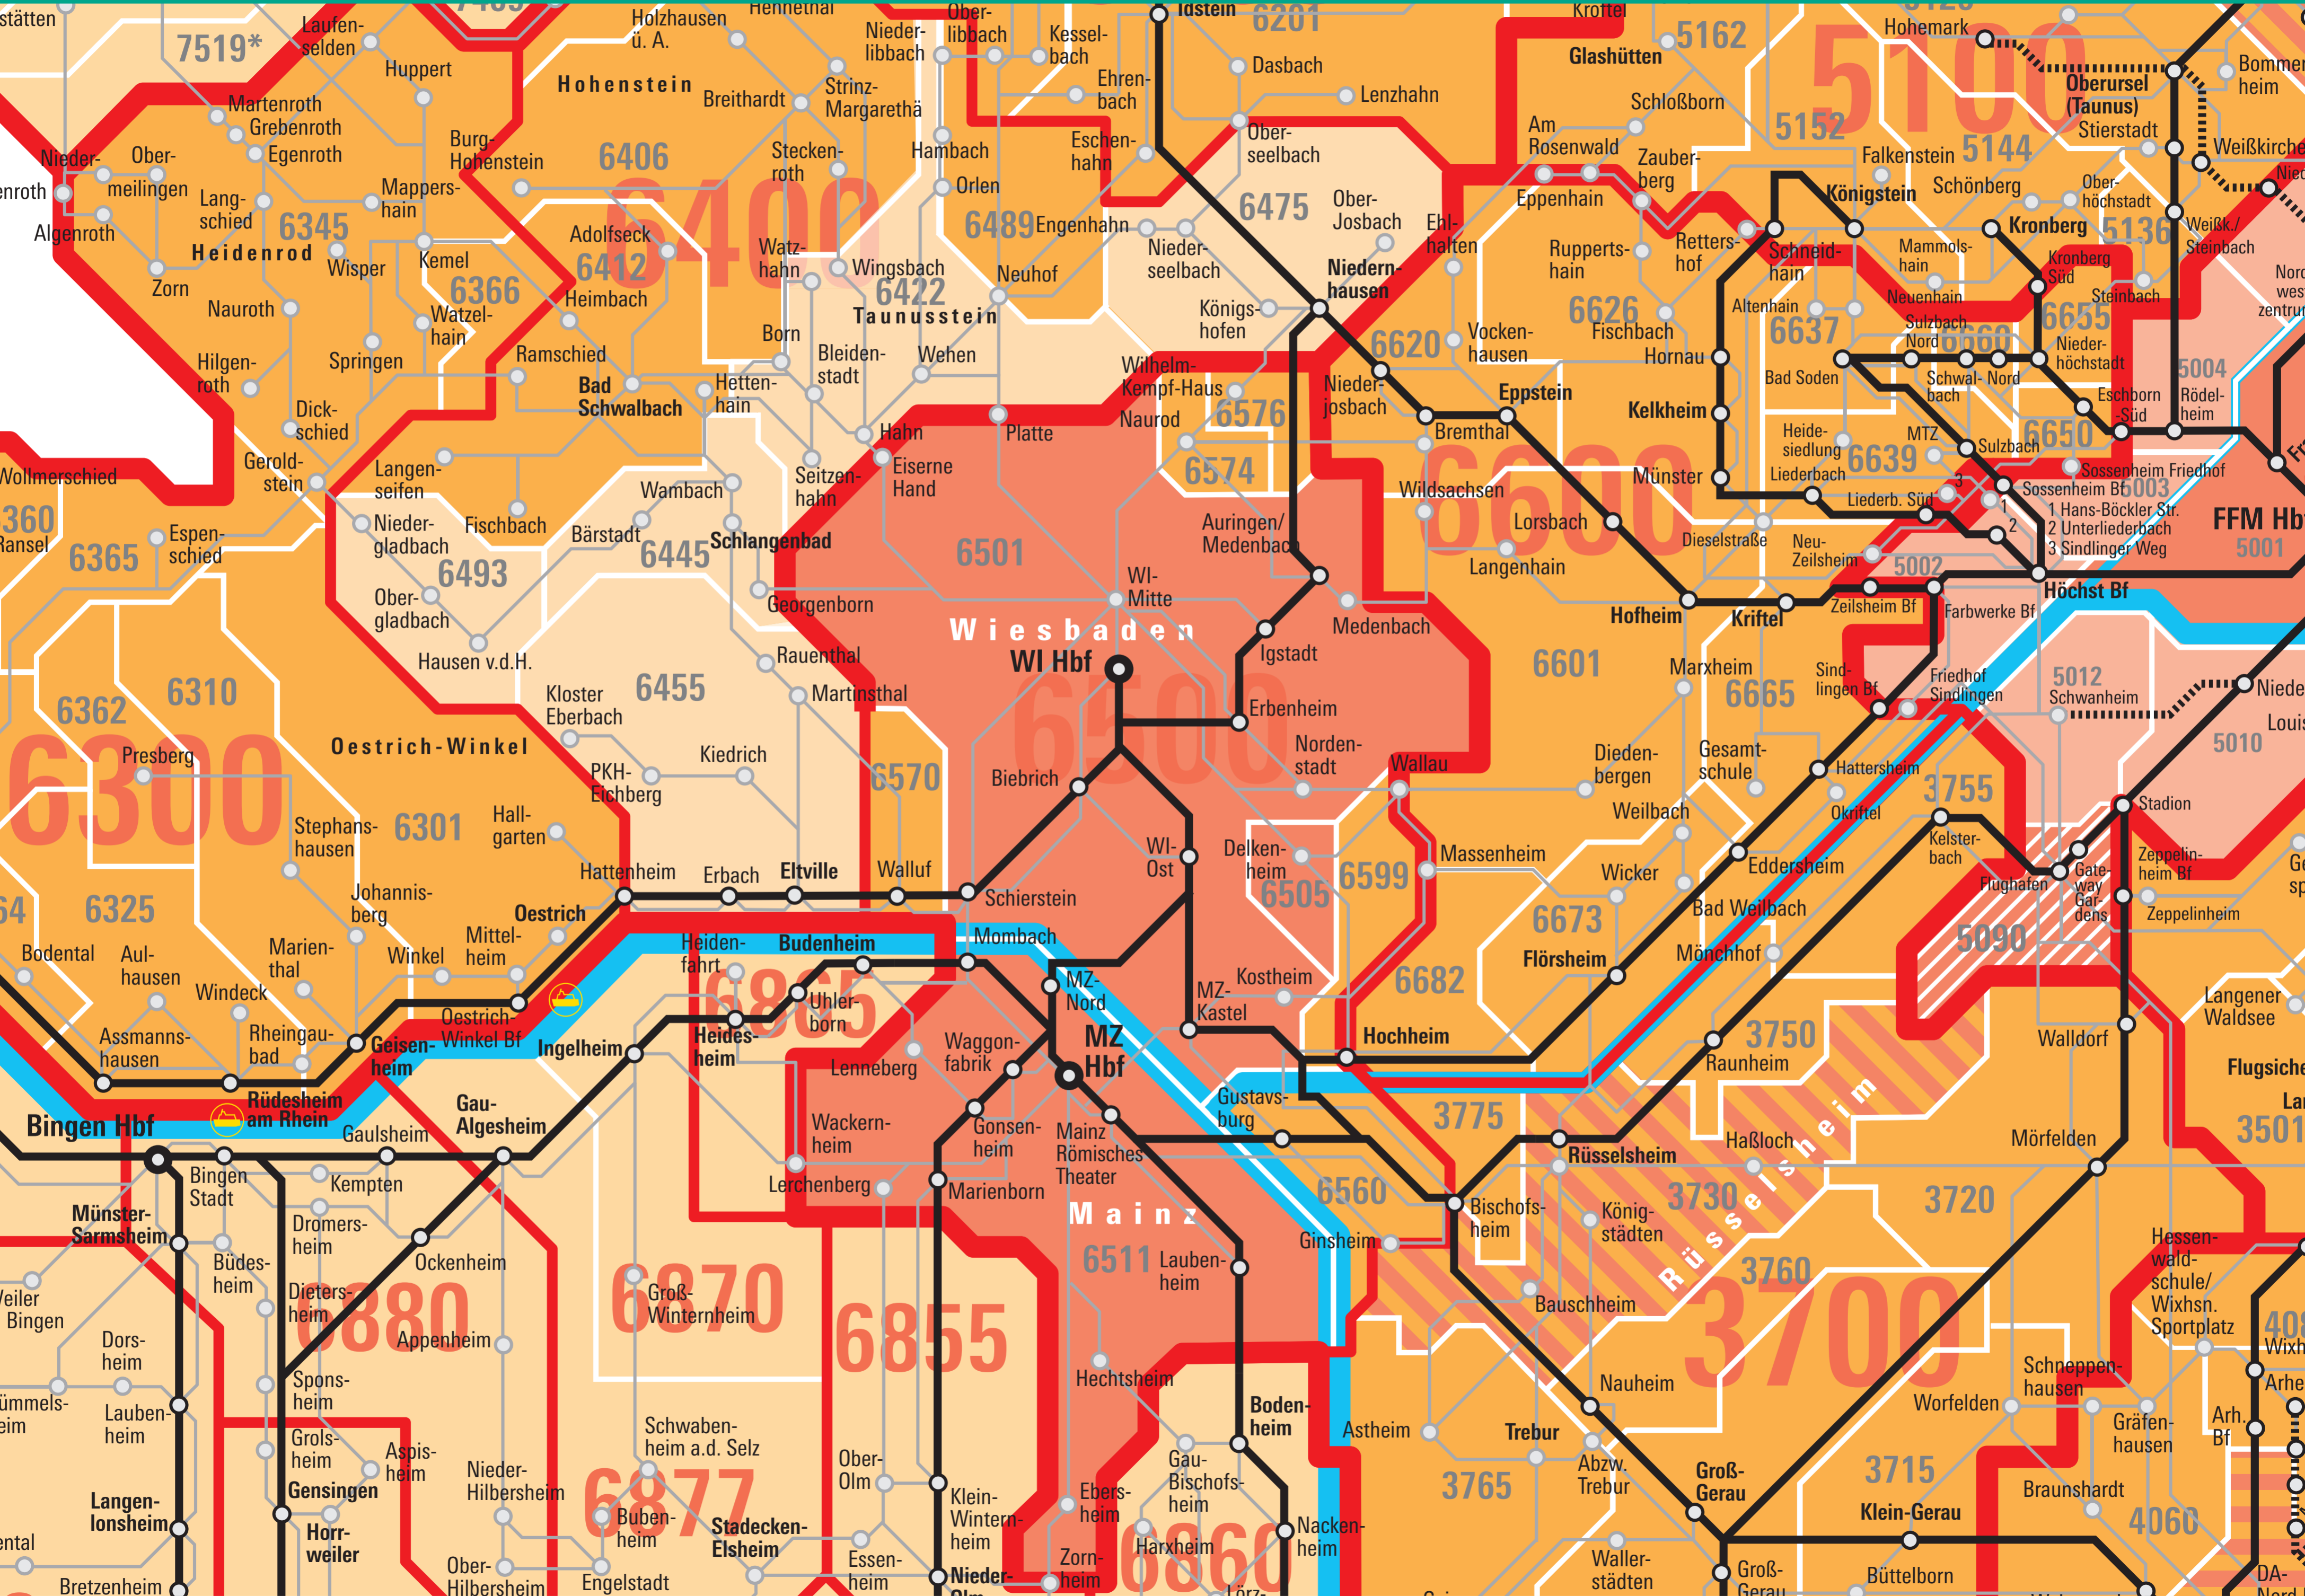 stätten
7519*
Laufen-
selden
Huppert
Martenroth
Grebenroth
Egenroth
Nieder-
Ober-
meilingen
enroth
Algenroth
Lang-
schied
Mappers-
hain
6345
Heidenrod
Wisper
Kemel
Zorn
Nauroth
6366
Watzel-
hain
Hilgen-
roth
Springen
Dick-
schied
Gerold-
stein
Wollmerschied
Holzhausen
ü. A.
Hennethal
Hohenstein
Breithardt
Strinz-
Margarethä
Burg-
Hohenstein
6406
6400
Stecken-
roth
Adolfseck
6412
Heimbach
Watz-
hahn
Wingsbach
6422
Taunusstein
Born
Bleiden-
stadt
Wehen
Ramschied
Bad
Schwalbach
Hetten-
hain
Hahn
Seitzen-
hahn
Eiserne
Hand
Platte
Langen-
seifen
Fischbach
Wambach
Bärstadt
6445
Schlangenbad
Georgenborn
Nieder-
gladbach
6493
Ober-
gladbach
Hausen v.d.H.
Nieder-
libbach
Ober-
libbach
Kessel-
bach
Ehren-
bach
Eschen-
hahn
Hambach
Orlen
6489
Engenhahn
Neuhof
Idstein
6201
Dasbach
Lenzhahn
Ober-
seelbach
6475
Ober-
Josbach
Nieder-
seelbach
Königs-
hofen
Niedern-
hausen
Ehl-
halten
Kröftel
Glashütten
5162
Schloßborn
Am
Rosenwald
Zauber-
berg
Eppenhain
Rupperts-
hain
Retters-
hof
6626
Fischbach
Hornau
6620
Vocken-
hausen
Nieder-
josbach
Bremthal
Eppstein
Kelkheim
Münster
Hohemark
5100
Oberursel
(Taunus)
Stierstadt
Bommer-
heim
Weißkirchen
5152
Falkenstein
5144
Königstein
Schönberg
Ober-
höchstadt
Kronberg
5136
Weißk./
Steinbach
Schneid-
hain
Mammols-
hain
Kronberg
Süd
Steinbach
Altenhain
Neuenhain
6637
Sulzbach
Nord
6660
6655
Nieder-
höchstadt
Bad Soden
Schwal-
bach
Nord
Eschborn
-Süd
5004
Rödel-
heim
Heide-
siedlung
MTZ
Sulzbach
6650
6639
Liederbach
Liederb. Süd
3
Sossenheim Friedhof
Sossenheim Bf
5003
1
2
1 Hans-Böckler Str.
2 Unterliederbach
3 Sindlinger Weg
FFM Hbf
5001
Wilhelm-
Kempf-Haus
Naurod
6576
6574
Auringen/
Medenbach
6501
WI-
Mitte
Wiesbaden
WI Hbf
6500
Medenbach
Igstadt
Erbenheim
Norden-
stadt
Wallau
Biebrich
WI-
Ost
Delken-
heim
6505
6599
Massenheim
Schierstein
Wildsachsen
6600
Lorsbach
Langenhain
Dieselstraße
Neu-
Zeilsheim
5002
Hofheim
Kriftel
Zeilsheim Bf
Farbwerke Bf
Höchst Bf
6601
Marxheim
6665
Sind-
lingen Bf
Friedhof
Sindlingen
5012
Schwanheim
5010
Dieden-
bergen
Gesamt-
schule
Hattersheim
Okriftel
3755
Kelster-
bach
Stadion
Weilbach
Wicker
Eddersheim
Bad Weilbach
6673
Flörsheim
Mönchhof
Flughafen
Gate-
way
Gar-
dens
Zeppelin-
heim Bf
Zeppelinheim
5090
Langener
Waldsee
Walldorf
6360
Ransel
6365
Espen-
schied
6310
6362
6300
Presberg
Oestrich-Winkel
6301
Stephans-
hausen
Hall-
garten
Johannis-
berg
6325
Bodental
Aul-
hausen
Marien-
thal
Winkel
Mittel-
heim
Oestrich
Hattenheim
Windeck
Assmanns-
hausen
Rheingau-
bad
Geisen-
heim
Oestrich-
Winkel Bf
Rüdesheim
am Rhein
Rauenthal
6455
Martinsthal
Kloster
Eberbach
PKH-
Eichberg
Kiedrich
6570
Erbach
Eltville
Walluf
Heiden-
fahrt
Budenheim
Mombach
6865
Uhler-
born
Heides-
heim
Lenneberg
Ingelheim
Waggon-
fabrik
MZ-
Nord
MZ
Hbf
MZ-
Kastel
Kostheim
6682
Hochheim
Gustavs-
burg
3775
Wackern-
heim
Gonsen-
heim
Mainz
Römisches
Theater
Lerchenberg
Marienborn
Mainz
6511
Lauben-
heim
6560
Ginsheim
Bischofs-
heim
Hechtsheim
3750
Raunheim
Rüsselsheim
Haßloch
Rüsselsheim
3730
König-
städten
3720
3760
3700
Bauschheim
Mörfelden
3501
Hessen-
wald-
schule/
Wixhsn.
Sportplatz
Bingen Hbf
Bingen
Stadt
Gaulsheim
Gau-
Algesheim
Kempten
Münster-
Sarmsheim
Büdes-
heim
Dromers-
heim
Ockenheim
Dieters-
heim
6880
Appenheim
Weiler
Bingen
Dors-
heim
Lauben-
heim
Spons-
heim
Grols-
heim
Aspis-
heim
Gensingen
Horr-
weiler
Langen-
lonsheim
Bretzenheim
Nieder-
Hilbersheim
Ober-
Hilbersheim
6870
Groß-
Winternheim
Schwaben-
heim a.d. Selz
6877
Buben-
heim
Engelstadt
Stadecken-
Elsheim
6855
Ober-
Olm
Essen-
heim
Klein-
Wintern-
heim
Nieder-
Olm
Ebers-
heim
Zorn-
heim
Gau-
Bischofs-
heim
Harxheim
6860
Boden-
heim
Nacken-
heim
Astheim
3765
Trebur
Abzw.
Trebur
Nauheim
Groß-
Gerau
Waller-
städten
Groß-
Gerau
3715
Klein-Gerau
Büttelborn
Worfelden
Schneppen-
hausen
Gräfen-
hausen
Braunshardt
4060
Arh.
Bf
DA-